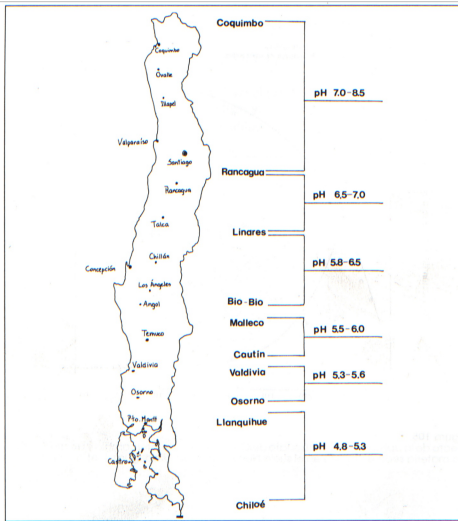 Coquimbo
Coquimbo
Ovalle
Illapel
pH 7.0-8.5
Valparaíso
Santiago
Rancagua
Rancagua
pH 6,5-7.0
Talca
Linares
Chillán
Concepción
pH 5.8-6.5
Los Ángeles
Angol
Bio-Bio
Malleco
Temuco
pH 5.5-6.0
Cautin
Valdivia
Valdivia
pH 5.3-5.6
Osorno
Osorno
Pto. Montt
Llanquihue
pH 4,8-5.3
Castro
Chiloé